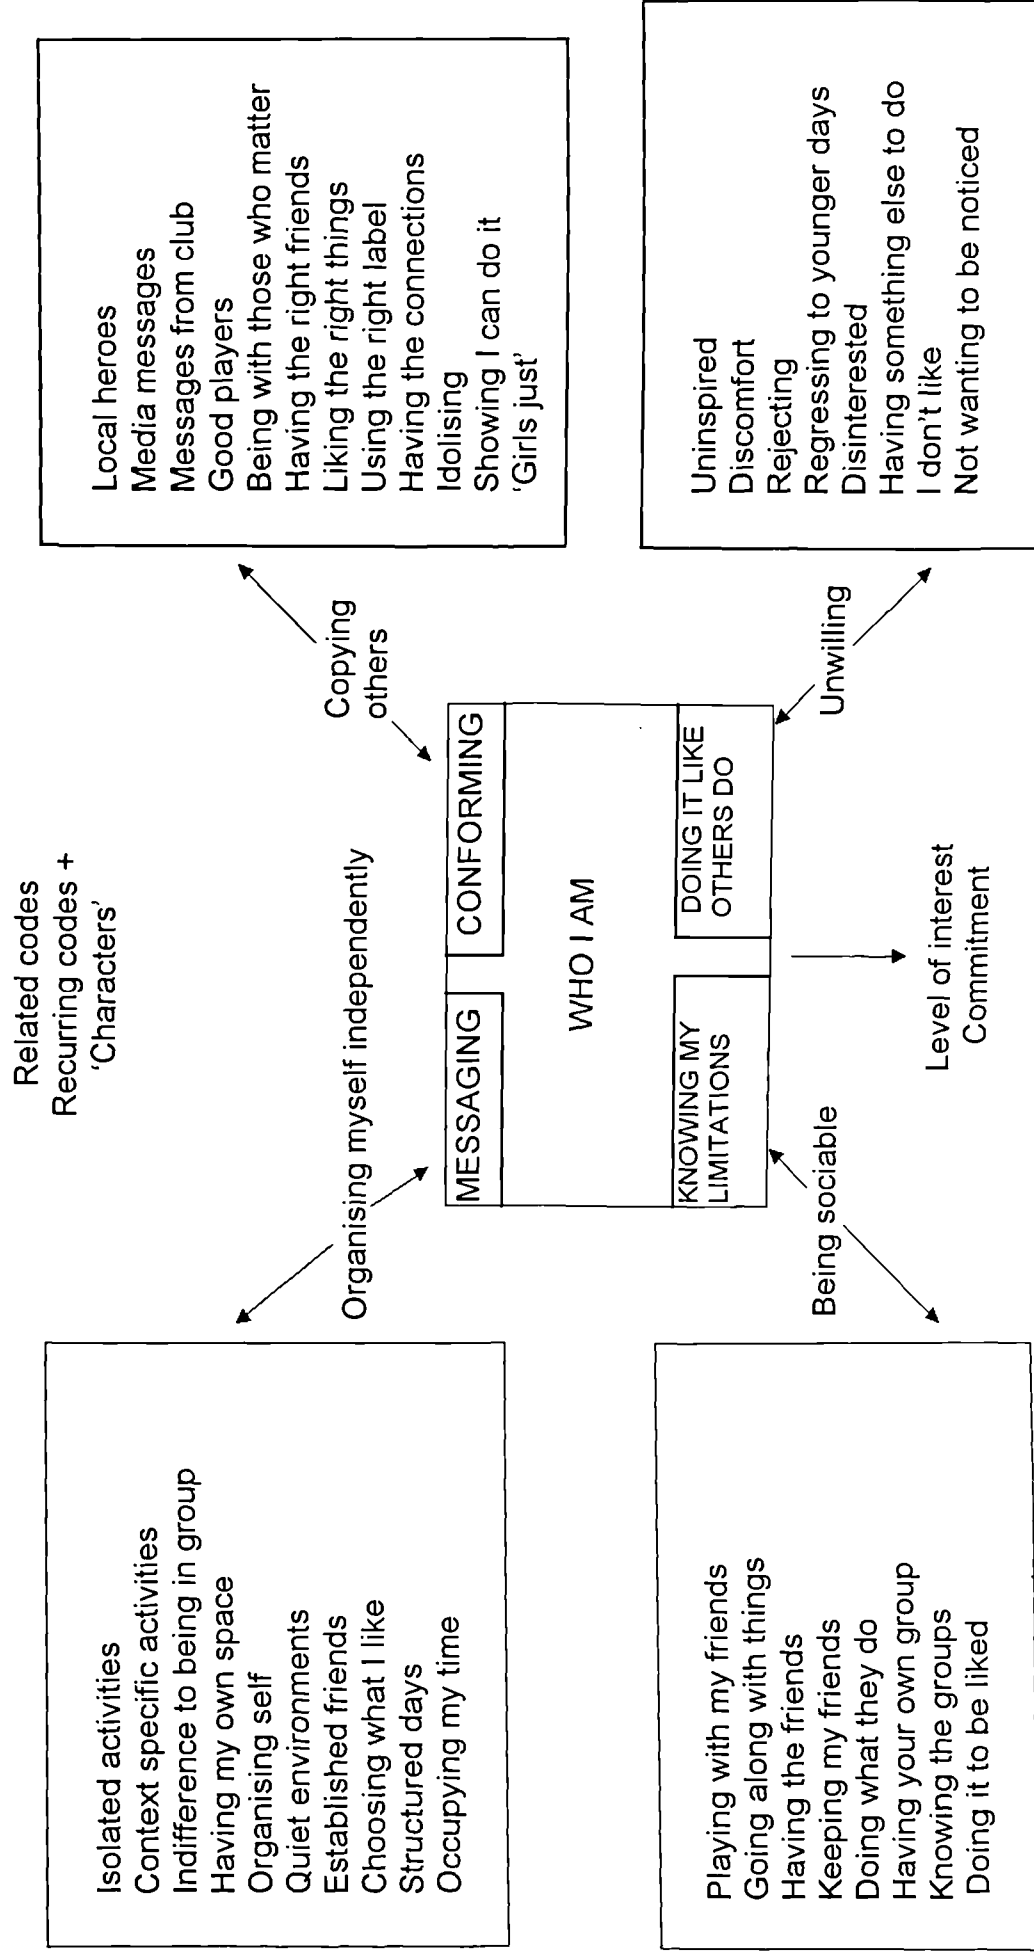 Related codes
Recurring codes +
'Characters'
Isolated activities
Context specific activities
Indifference to being in group
Having my own space
Organising self
Quiet environments
Established friends
Choosing what I like
Structured days
Occupying my time
Organising myself independently
Copying
others
Local heroes
Media messages
Messages from club
Good players
Being with those who matter
Having the right friends
Liking the right things
Using the right label
Having the connections
Idolising
Showing I can do it
'Girls just'
MESSAGING
CONFORMING
WHO I AM
KNOWING MY
LIMITATIONS
DOING IT LIKE
OTHERS DO
Playing with my friends
Going along with things
Having the friends
Keeping my friends
Doing what they do
Having your own group
Knowing the groups
Doing it to be liked
Being sociable
Level of interest
Commitment
Unwilling
Uninspired
Discomfort
Rejecting
Regressing to younger days
Disinterested
Having something else to do
I don't like
Not wanting to be noticed